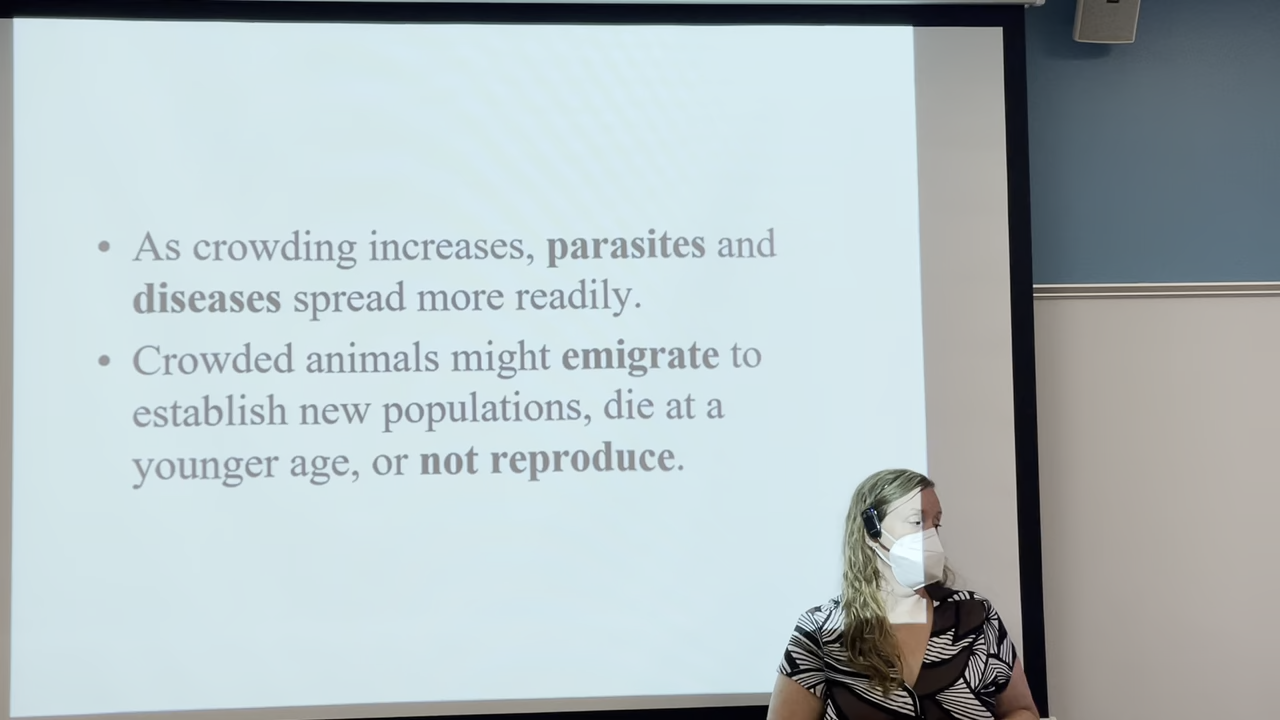 • As crowding increases, parasites and
diseases spread more readily.
• Crowded animals might emigrate to
establish new populations, die at a
younger age, or not reproduce.